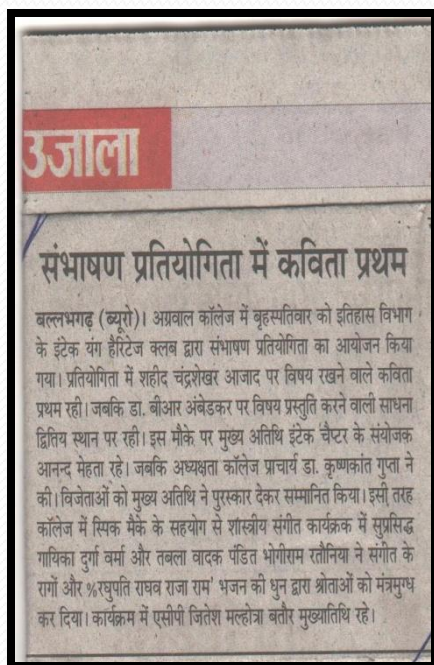 उजाला
संभाषण प्रतियोगिता में कविता प्रथम
बल्लभगढ़ (ब्यूरो)। अग्रवाल कॉलेज में बृहस्पतिवार को इतिहास विभाग
के इंटेक यंग हैरिटेज क्लब द्वारा संभाषण प्रतियोगिता का आयोजन किया
गया। प्रतियोगिता में शहीद चंद्रशेखर आजाद पर विषय रखने वाले कविता
प्रथम रही। जबकि डा. बीआर अंबेडकर पर विषय प्रस्तुति करने वाली साधना
द्वितिय स्थान पर रही। इस मौके पर मुख्य अतिथि इंटेक चैप्टर के संयोजक
आनन्द मेहता रहे। जबकि अध्यक्षता कॉलेज प्राचार्य डा. कृष्णकांत गुप्ता ने
की। विजेताओं को मुख्य अतिथि ने पुरस्कार देकर सम्मानित किया। इसी तरह
कॉलेज में स्पिक मैके के सहयोग से शास्त्रीय संगीत कार्यक्रक में सुप्रसिद्ध
गायिका दुर्गा वर्मा और तबला वादक पंडित भोगीराम रतौनिया ने संगीत के
रागों और %रघुपति राघव राजा राम' भजन की धुन द्वारा श्रोताओं को मंत्रमुग्ध
कर दिया। कार्यक्रम में एसीपी जितेश मल्होत्रा बतौर मुख्यातिथि रहे।